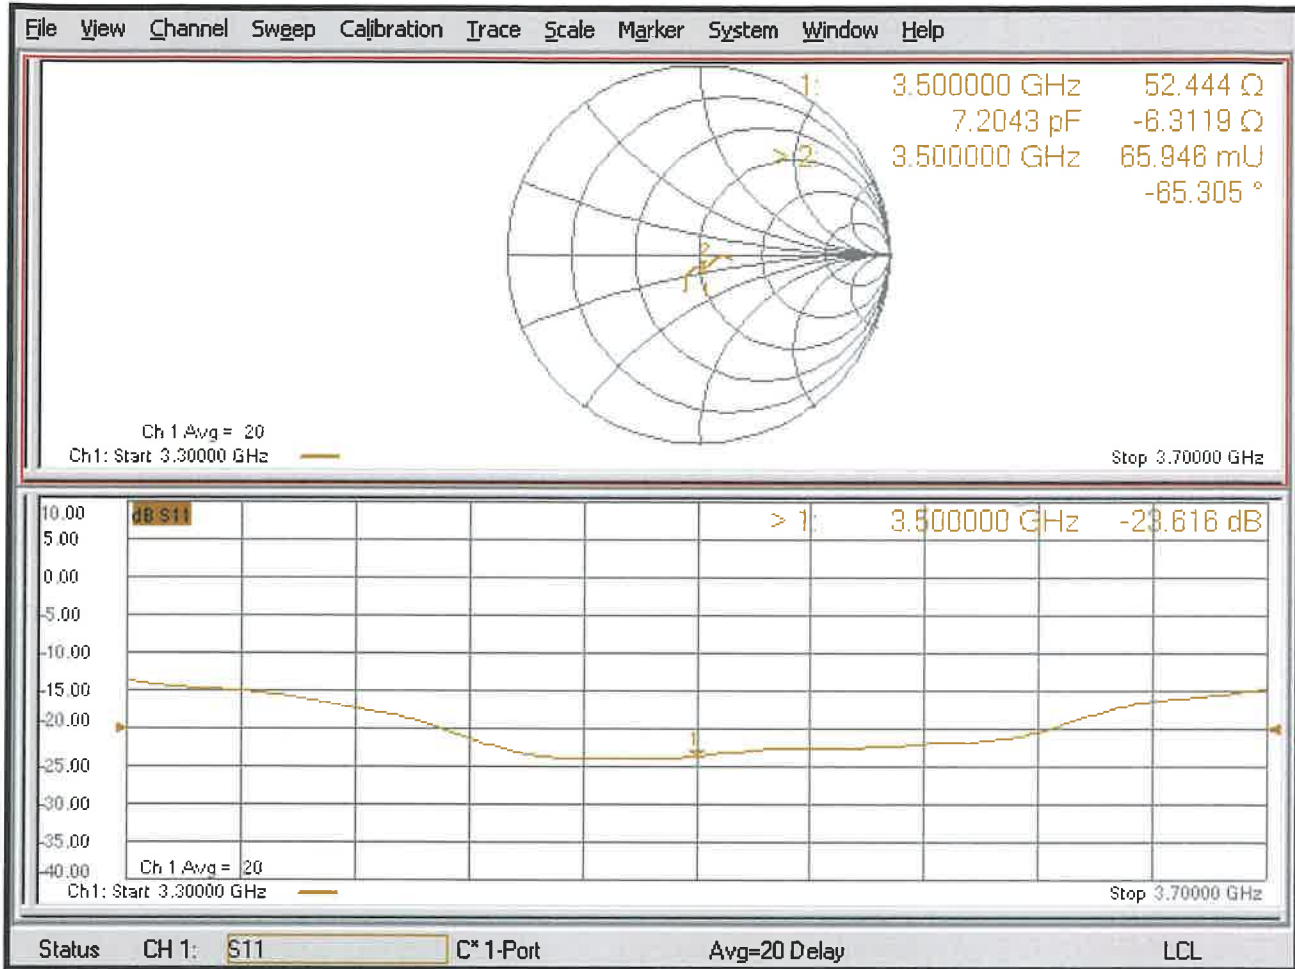 File View Channel Sweep Calibration Trace Scale Marker System Window Help
1: 3.500000 GHz 52.444 Ω
7.2043 pF -6.3119 Ω
> 2: 3.500000 GHz 65.946 mU
-65.305 °
2
1
Ch 1 Avg = 20
Ch1: Start 3.30000 GHz
Stop 3.70000 GHz
10.00
dB S11
> 1: 3.500000 GHz -23.616 dB
5.00
0.00
-5.00
-10.00
-15.00
-20.00
1
-25.00
-30.00
-35.00
-40.00
Ch 1 Avg = 20
Ch1: Start 3.30000 GHz
Stop 3.70000 GHz
Status CH 1: S11 C* 1-Port Avg=20 Delay LCL